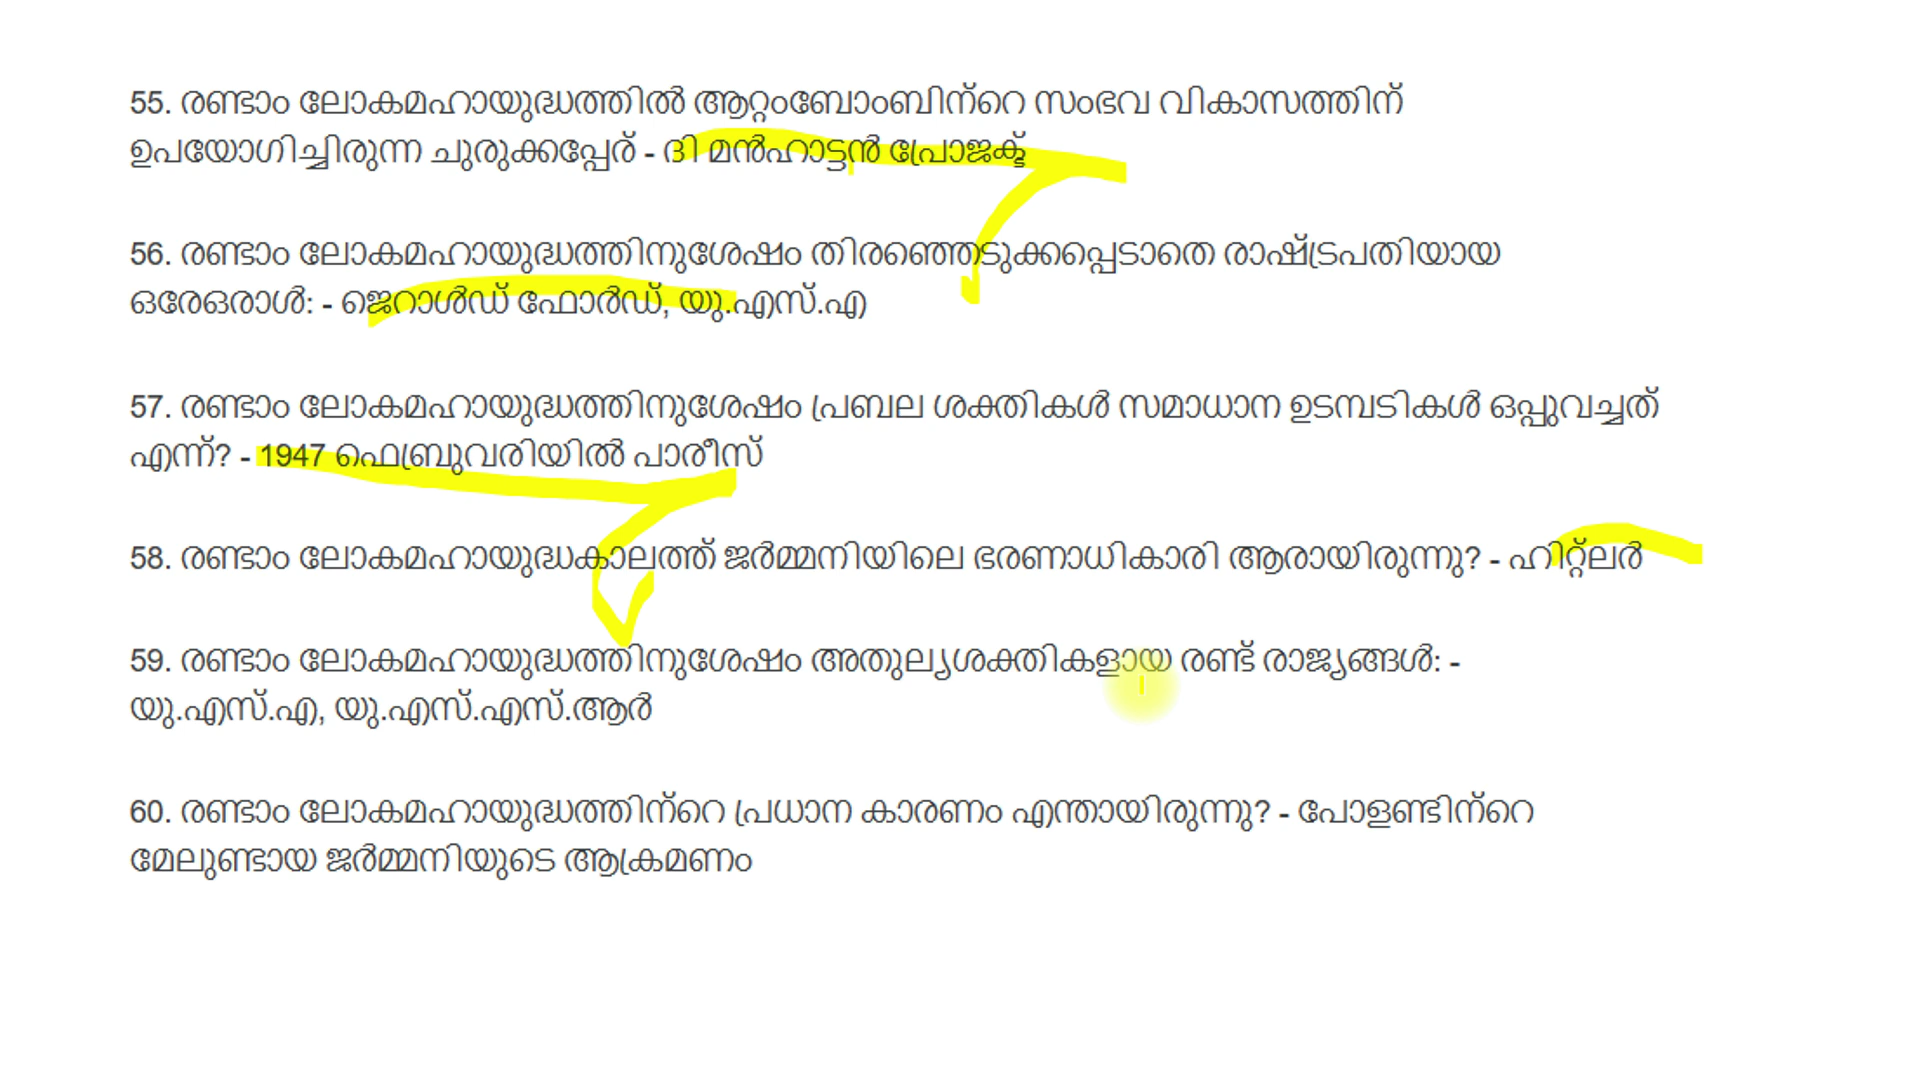 55. രണ്ടാം ലോകമഹായുദ്ധത്തിൽ ആറ്റംബോംബിന്‌റെ സംഭവ വികാസത്തിന്
ഉപയോഗിച്ചിരുന്ന ചുരുക്കപ്പേര് - ദി മൻഹാട്ടൻ പ്രോജക്ട്
56. രണ്ടാം ലോകമഹായുദ്ധത്തിനുശേഷം തിരഞ്ഞെടുക്കപ്പെടാതെ രാഷ്ട്രപതിയായ
ഒരേഒരാൾ: - ജെറാൾഡ് ഫോർഡ്, യു.എസ്.എ
57. രണ്ടാം ലോകമഹായുദ്ധത്തിനുശേഷം പ്രബല ശക്തികൾ സമാധാന ഉടമ്പടികൾ ഒപ്പുവച്ചത്
എന്ന്? - 1947 ഫെബ്രുവരിയിൽ പാരീസ്
58. രണ്ടാം ലോകമഹായുദ്ധകാലത്ത് ജർമ്മനിയിലെ ഭരണാധികാരി ആരായിരുന്നു? - ഹിറ്റ്ലർ
59. രണ്ടാം ലോകമഹായുദ്ധത്തിനുശേഷം അതുല്യശക്തികളായ രണ്ട് രാജ്യങ്ങൾ: -
യു.എസ്.എ, യു.എസ്.എസ്.ആർ
60. രണ്ടാം ലോകമഹായുദ്ധത്തിന്‌റെ പ്രധാന കാരണം എന്തായിരുന്നു? - പോളണ്ടിന്‌റെ
മേലുണ്ടായ ജർമ്മനിയുടെ ആക്രമണം